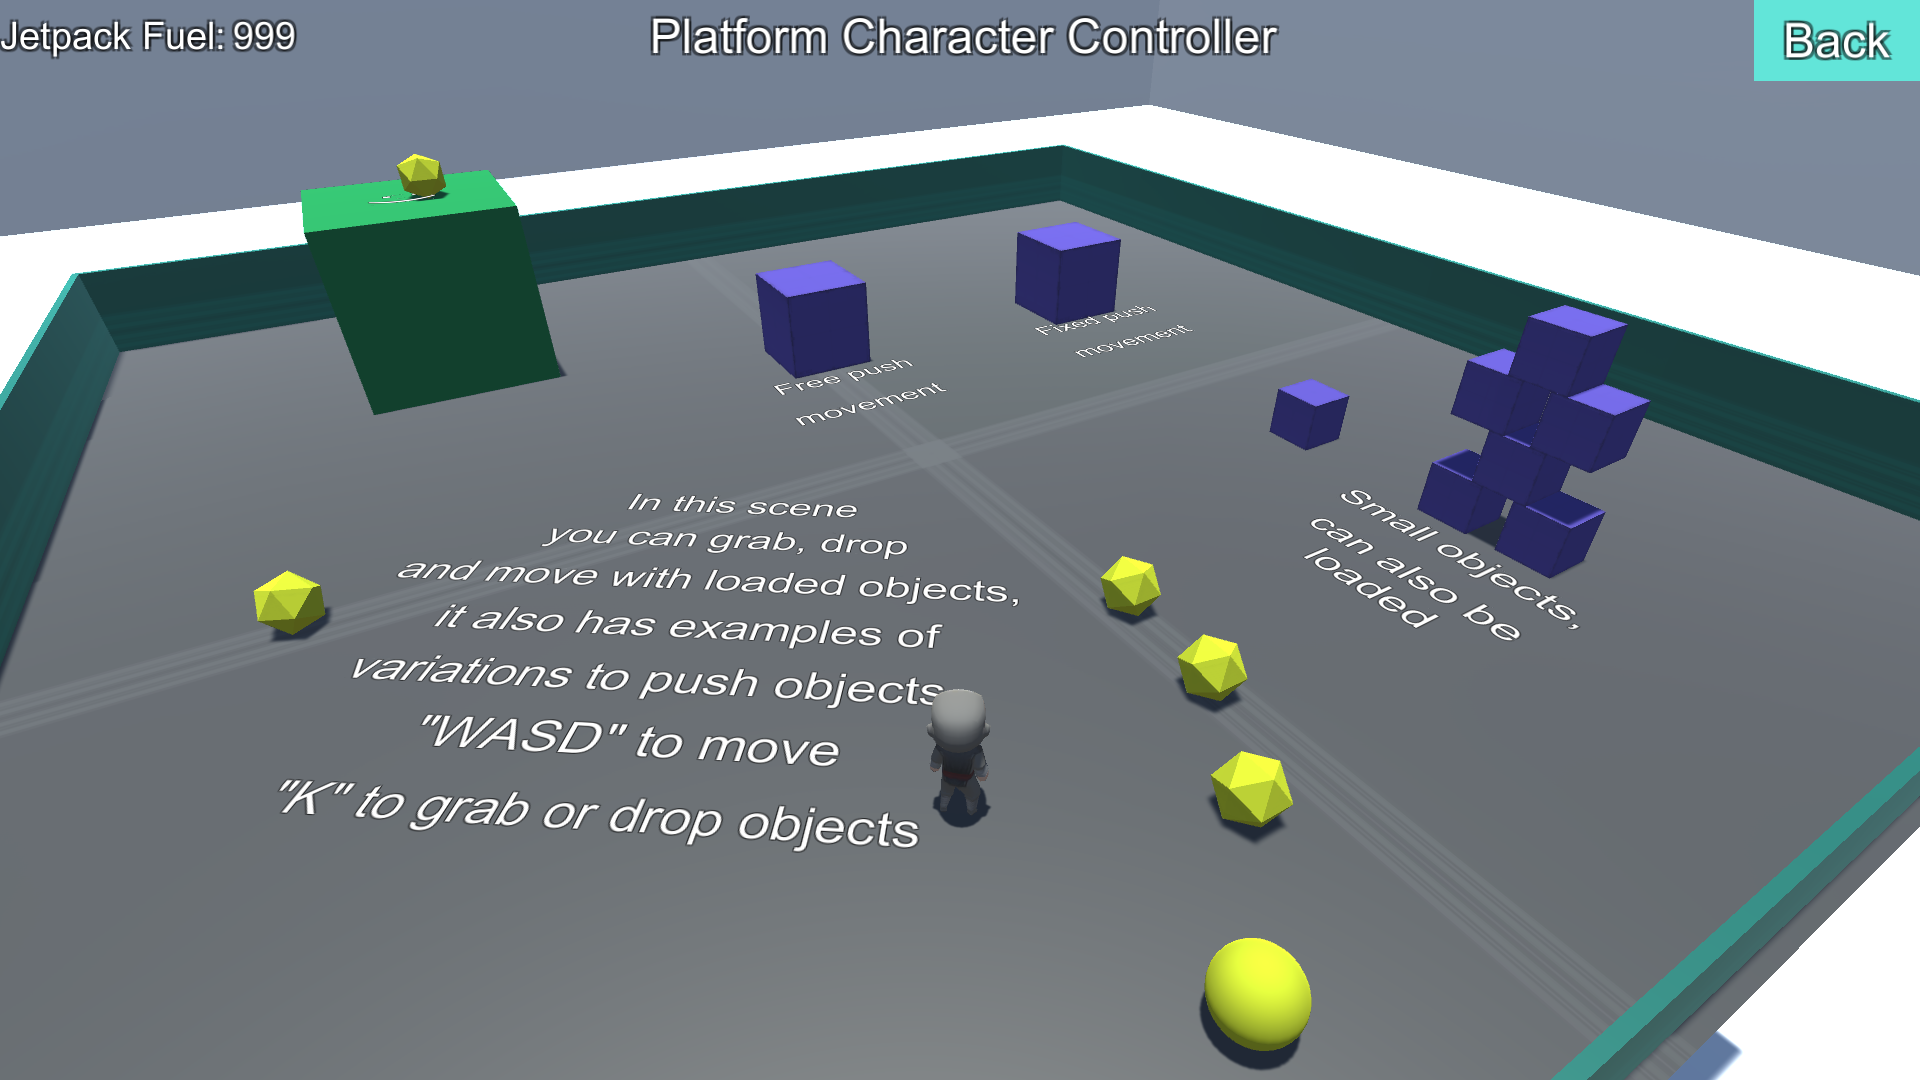 Jetpack Fuel: 999
Platform Character Controller
Back
Free push
movement
Fixed push
movement
In this scene
you can grab, drop
and move with loaded objects,
it also has examples of
variations to push objects
"WASD" to move
"K" to grab or drop objects
Small objects,
can also be
loaded